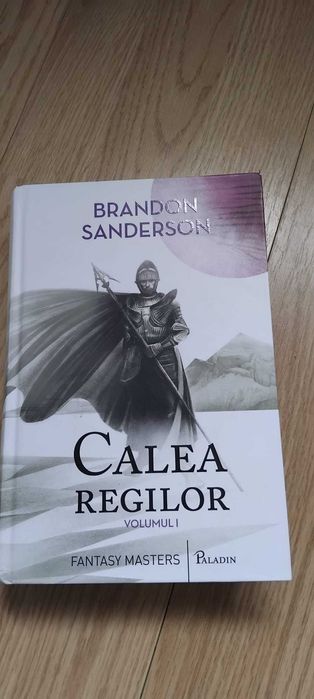 BRANDON
SANDERSON
CALEA
REGILOR
VOLUMUL I
FANTASY MASTERS | PALADIN